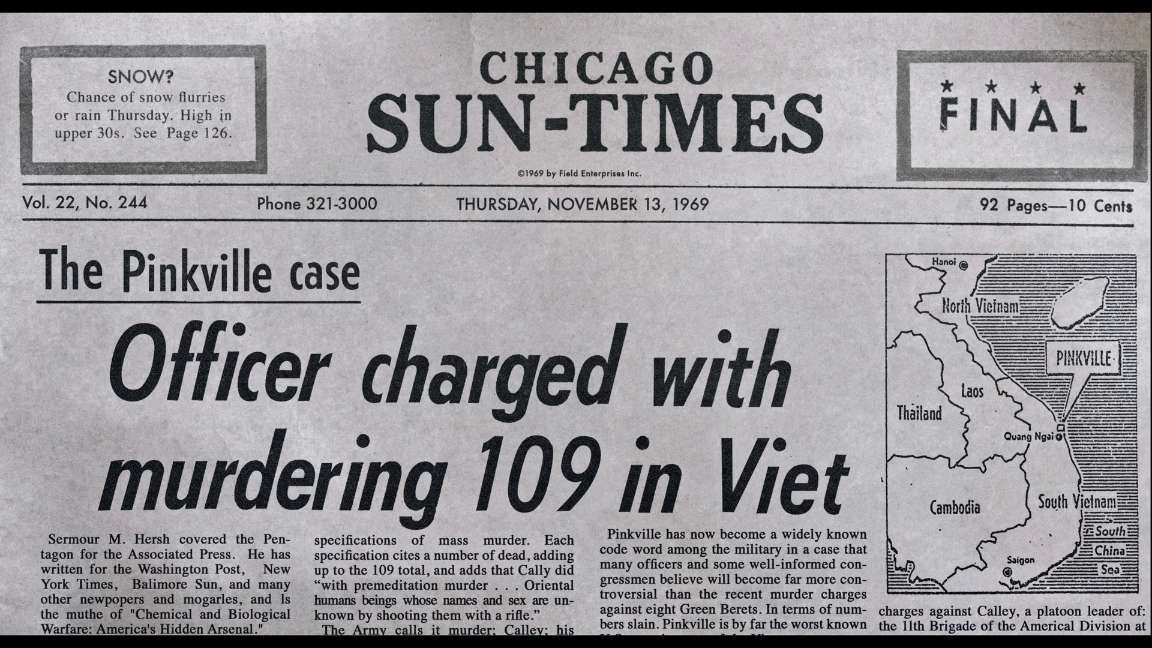 SNOW?
Chance of snow flurries
or rain Thursday. High in
upper 30s. See Page 126.
CHICAGO
SUN-TIMES
©1969 by Field Enterprises Inc.
FINAL
Vol. 22, No. 244
Phone 321-3000
THURSDAY, NOVEMBER 13, 1969
92 Pages—10 Cents
The Pinkville case
Officer charged with
murdering 109 in Viet
Sermour M. Hersh covered the Pen-
tagon for the Associated Press. He has
written for the Washington Post, New
York Times, Balimore Sun, and many
other newpopers and mogarles, and Is
the muthe of "Chemical and Biological
Warfare: America's Hidden Arsenal."
specifications of mass murder. Each
specification cites a number of dead, adding
up to the 109 total, and adds that Cally did
“with premeditation murder . . . Oriental
humans beings whose names and sex are un-
known by shooting them with a rifle.”
The Army calls it murder; Calley; his
Pinkville has now become a widely known
code word among the military in a case that
many officers and some well-informed con-
gressmen believe will become far more con-
troversial than the recent murder charges
against eight Green Berets. In terms of num-
bers slain. Pinkville is by far the worst known
Hanoi
North Vietnam
PINKVILLE
Laos
Thailand
Quang Ngai
Cambodia
South Vietnam
South
China
Sea
Saigon
charges against Calley, a platoon leader of:
the 11th Brigade of the Americal Division at